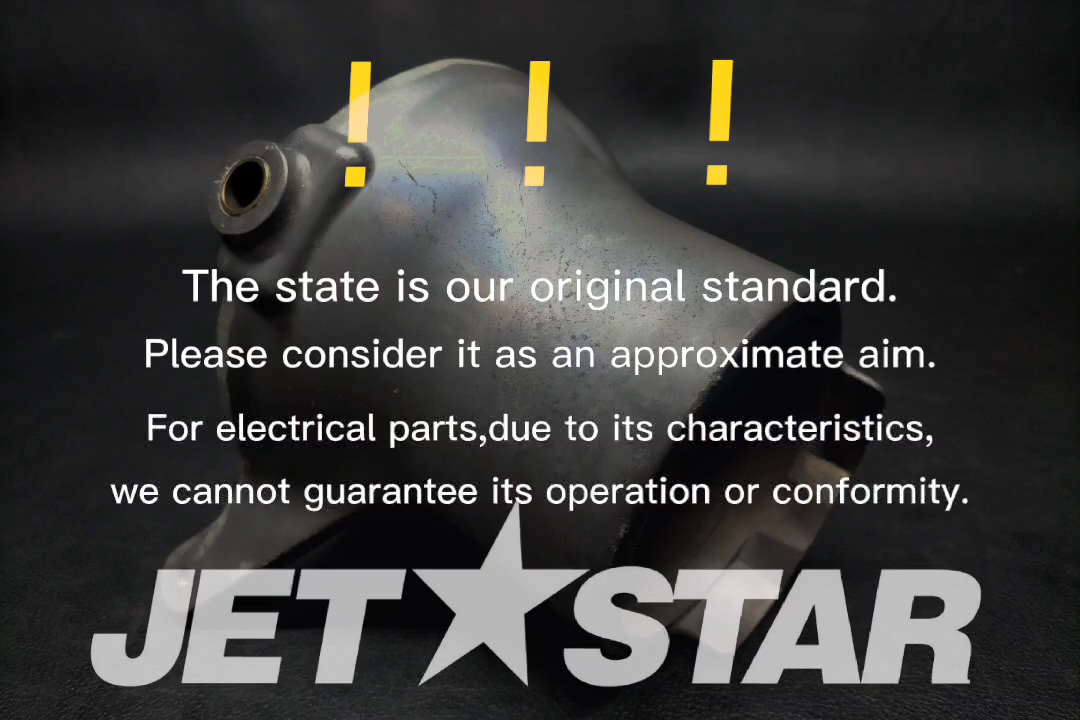 ! ! !
The state is our original standard.
Please consider it as an approximate aim.
For electrical parts,due to its characteristics,
we cannot guarantee its operation or conformity.
JET★STAR